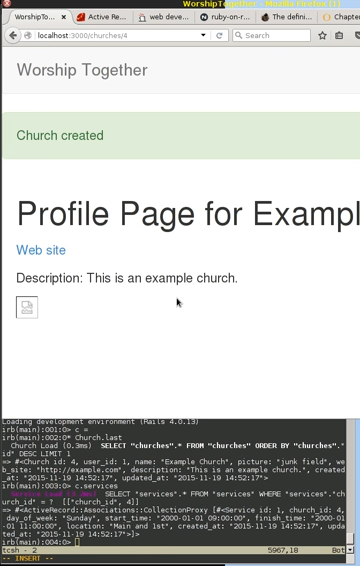 WorshipTogether - Mozilla Firefox
WorshipTo...
Active Re...
web deve...
ruby-on-r...
The defini...
Chapter
localhost:3000/churches/4
Search
Worship Together
Church created
Profile Page for Exampl
Web site
Description: This is an example church.
Loading development environment (Rails 4.0.13)
irb(main):001:0> c =
irb(main):002:0* Church.last
Church Load (0.3ms) SELECT "churches".* FROM "churches" ORDER BY "churches"."
id" DESC LIMIT 1
=> #<Church id: 4, user_id: 1, name: "Example Church", picture: "junk field", we
b_site: "http://example.com", description: "This is an example church.", created
_at: "2015-11-19 14:52:17", updated_at: "2015-11-19 14:52:17">
irb(main):003:0> c.services
Service Load SELECT "services".* FROM "services" WHERE "services"."ch
urch_id" = ? [["church_id", 4]]
=> #<ActiveRecord::Associations::CollectionProxy [#<Service id: 1, church_id: 4,
day_of_week: "Sunday", start_time: "2000-01-01 09:00:00", finish_time: "2000-01
-01 11:00:00", location: "Main and 1st", created_at: "2015-11-19 14:52:17", upda
ted_at: "2015-11-19 14:52:17">]>
irb(main):004:0>
tcsh - 2
5967,18
Bot
-- INSERT --